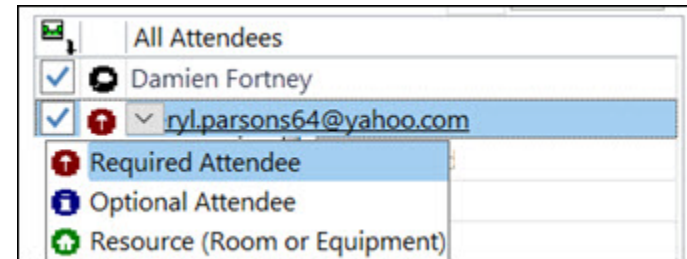 All Attendees
Damien Fortney
ryl.parsons64@yahoo.com
Required Attendee
Optional Attendee
Resource (Room or Equipment)